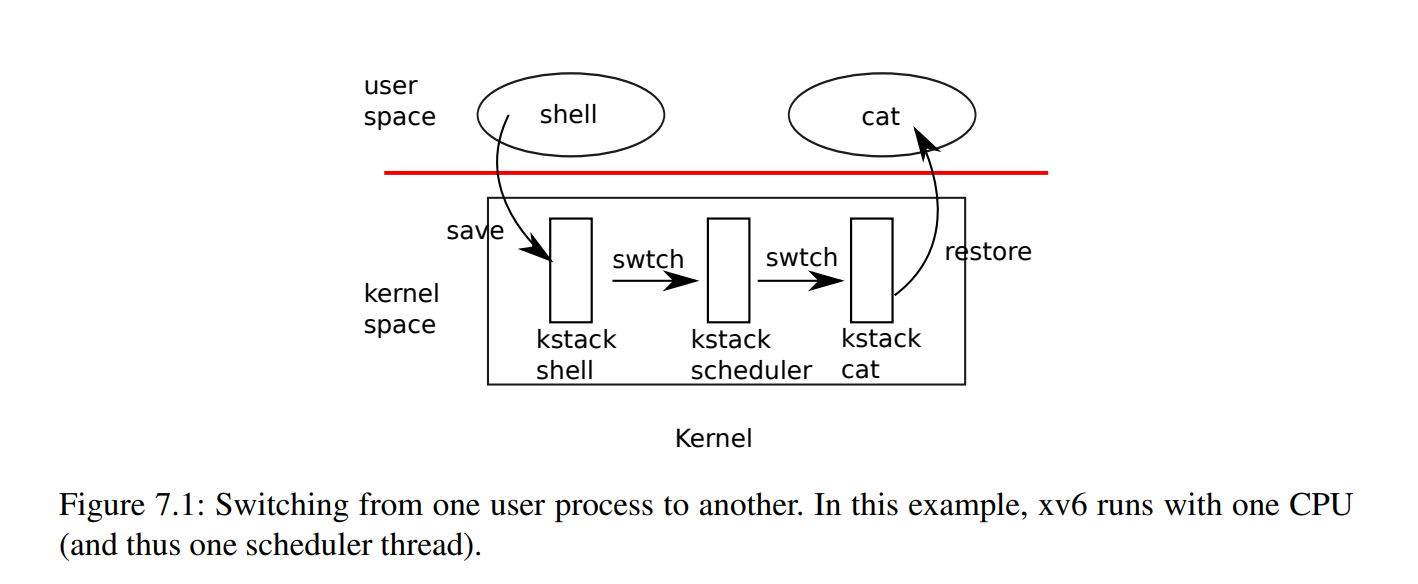 user
space
shell
cat
save
swtch
swtch
restore
kernel
space
kstack
shell
kstack
scheduler
kstack
cat
Kernel
Figure 7.1: Switching from one user process to another. In this example, xv6 runs with one CPU
(and thus one scheduler thread).